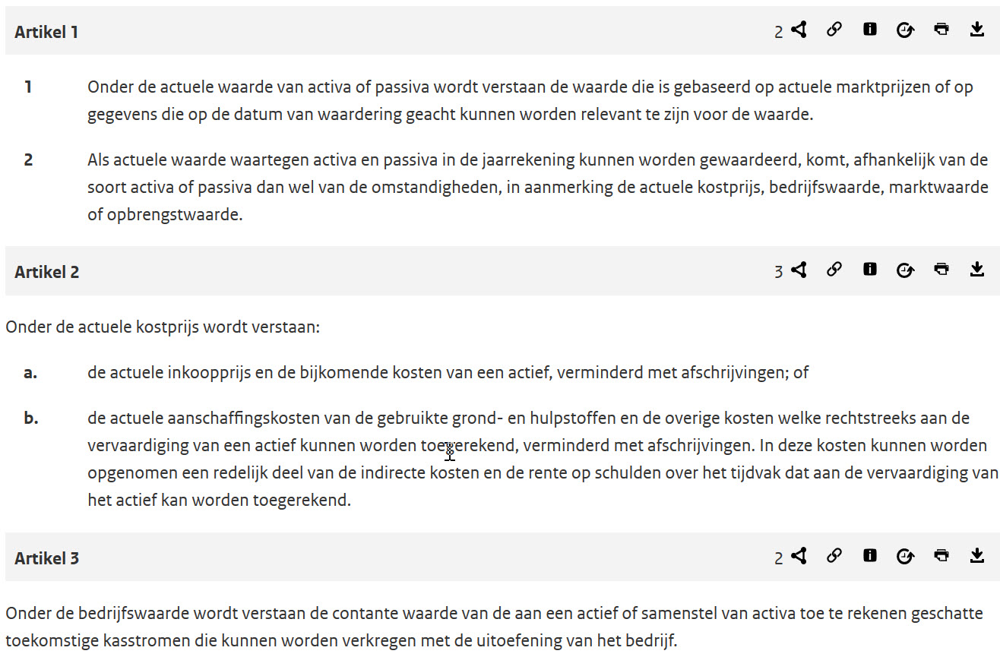 Artikel 1 2
1 Onder de actuele waarde van activa of passiva wordt verstaan de waarde die is gebaseerd op actuele marktprijzen of op
gegevens die op de datum van waardering geacht kunnen worden relevant te zijn voor de waarde.
2 Als actuele waarde waartegen activa en passiva in de jaarrekening kunnen worden gewaardeerd, komt, afhankelijk van de
soort activa of passiva dan wel van de omstandigheden, in aanmerking de actuele kostprijs, bedrijfswaarde, marktwaarde
of opbrengstwaarde.
Artikel 2 3
Onder de actuele kostprijs wordt verstaan:
a. de actuele inkoopprijs en de bijkomende kosten van een actief, verminderd met afschrijvingen; of
b. de actuele aanschaffingskosten van de gebruikte grond- en hulpstoffen en de overige kosten welke rechtstreeks aan de
vervaardiging van een actief kunnen worden toegerekend, verminderd met afschrijvingen. In deze kosten kunnen worden
opgenomen een redelijk deel van de indirecte kosten en de rente op schulden over het tijdvak dat aan de vervaardiging van
het actief kan worden toegerekend.
Artikel 3 2
Onder de bedrijfswaarde wordt verstaan de contante waarde van de aan een actief of samenstel van activa toe te rekenen geschatte
toekomstige kasstromen die kunnen worden verkregen met de uitoefening van het bedrijf.